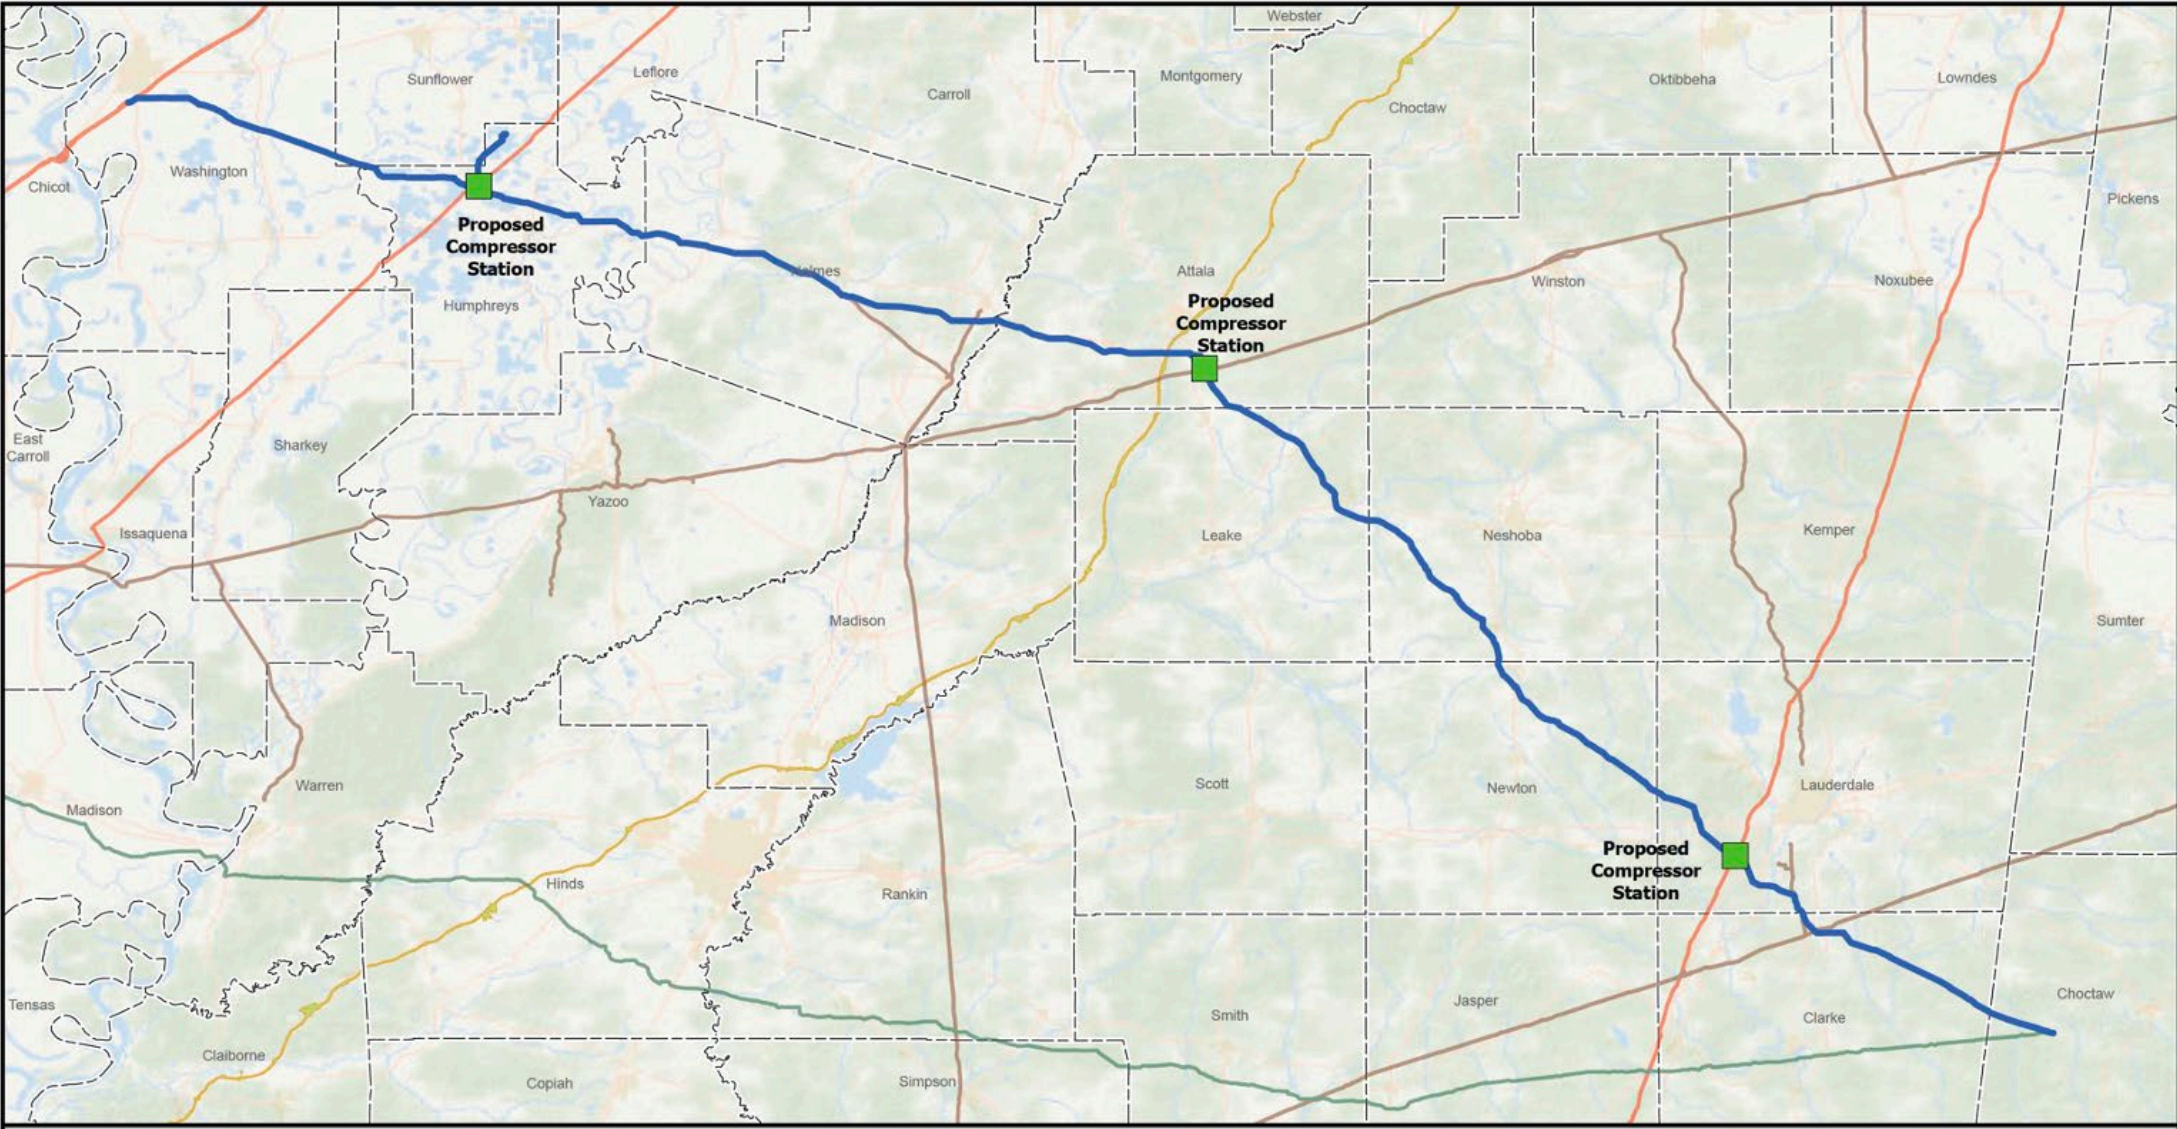 Webster
Sunflower
Leflore
Carroll
Montgomery
Choctaw
Oktibbeha
Lowndes
Washington
Chicot
Pickens
Proposed
Compressor
Station
Humphreys
Holmes
Attala
Proposed
Compressor
Station
Winston
Noxubee
East
Carroll
Sharkey
Issaquena
Yazoo
Leake
Neshoba
Kemper
Madison
Sumter
Warren
Madison
Scott
Newton
Lauderdale
Proposed
Compressor
Station
Hinds
Rankin
Tensas
Smith
Jasper
Clarke
Choctaw
Claiborne
Copiah
Simpson